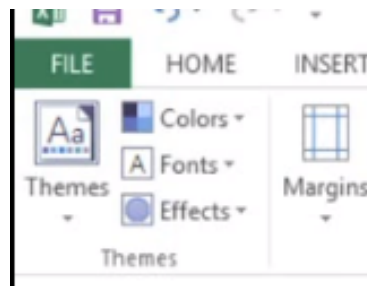 FILE HOME INSERT
Aa Colors
A Fonts
Themes Effects Margins
Themes